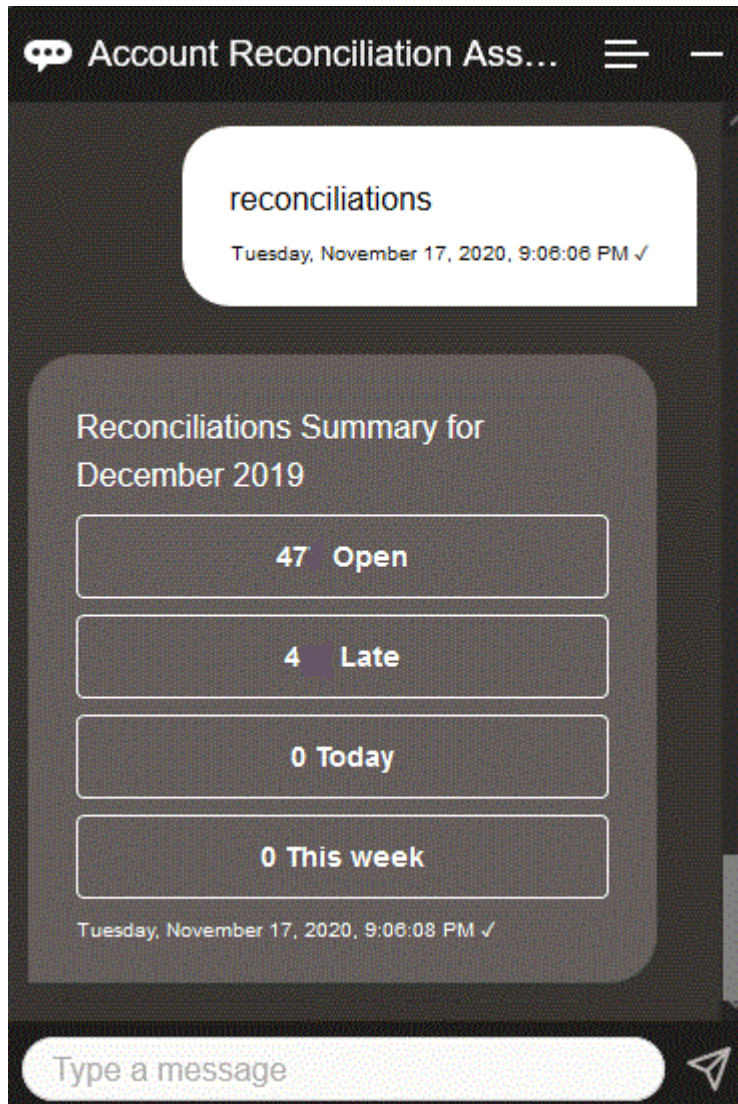 Account Reconciliation Ass...
reconciliations
Tuesday, November 17, 2020, 9:06:06 PM ✓
Reconciliations Summary for
December 2019
47 Open
4 Late
0 Today
0 This week
Tuesday, November 17, 2020, 9:06:08 PM ✓
Type a message